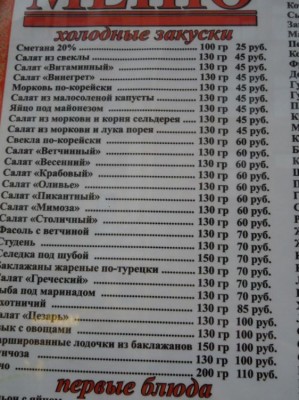 МЕНЮ
холодные закуски
Сметана 20% 100 гр 25 руб.
Салат из свеклы 130 гр 45 руб.
Салат «Витаминный» 130 гр 45 руб.
Салат «Винегрет» 130 гр 45 руб.
Морковь по-корейски 130 гр 45 руб.
Салат из малосоленой капусты 130 гр 45 руб.
Яйцо под майонезом 130 гр 45 руб.
Салат из моркови и корня сельдерея 130 гр 45 руб.
Салат из моркови и лука порея 130 гр 45 руб.
Свекла по-корейски 130 гр 60 руб.
Салат «Ветчинный» 130 гр 60 руб.
Салат «Весенний» 130 гр 60 руб.
Салат «Крабовый» 130 гр 60 руб.
Салат «Оливье» 130 гр 60 руб.
Салат «Пикантный» 130 гр 60 руб.
Салат «Мимоза» 130 гр 60 руб.
Салат «Столичный» 130 гр 60 руб.
Фасоль с ветчиной 130 гр 70 руб.
Студень 130 гр 70 руб.
Селедка под шубой 150 гр 70 руб.
Баклажаны жареные по-турецки 130 гр 70 руб.
Салат «Греческий» 130 гр 70 руб.
ыба под маринадом 130 гр 70 руб.
хотничий 130 гр 85 руб.
алат «Цезарь» 130 гр 100 руб.
зык с овощами 130 гр 100 руб.
аршированные лодочки из баклажанов 150 гр 100 руб.
130 гр 100 руб.
200 гр 110 руб.
первые блюда